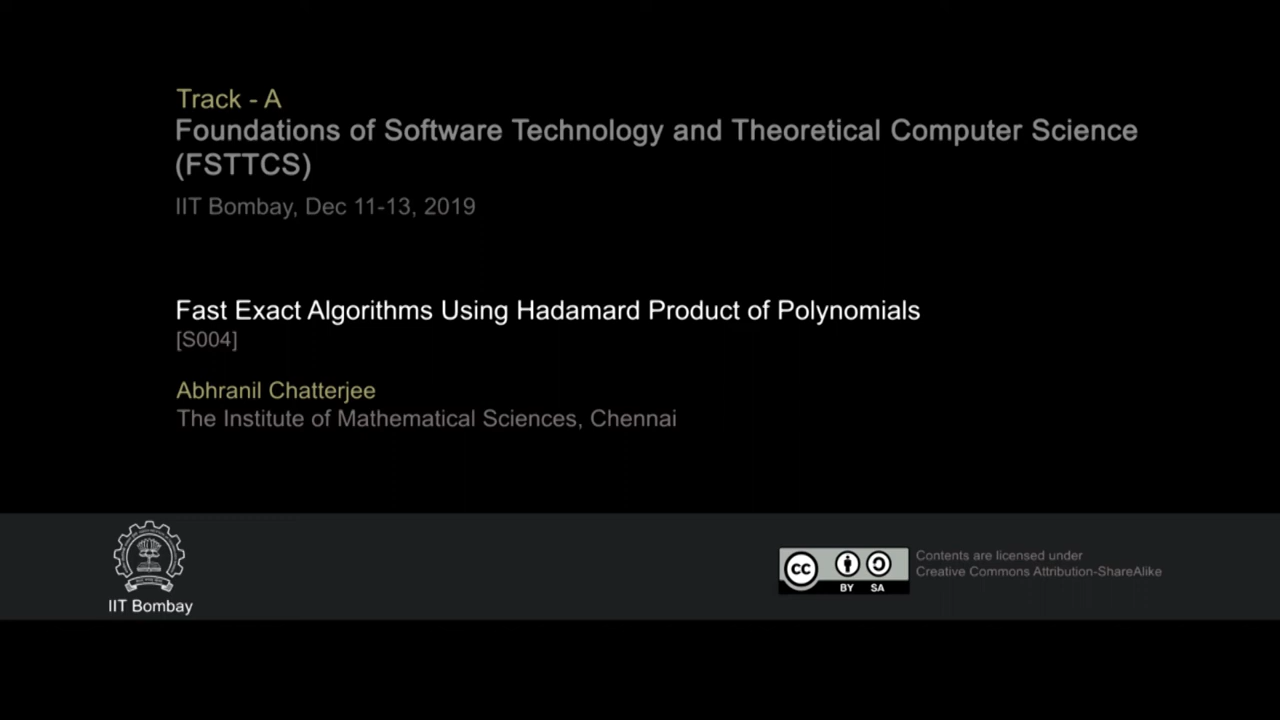 Track - A
Foundations of Software Technology and Theoretical Computer Science
(FSTTCS)
IIT Bombay, Dec 11-13, 2019
Fast Exact Algorithms Using Hadamard Product of Polynomials
[S004]
Abhranil Chatterjee
The Institute of Mathematical Sciences, Chennai
IIT Bombay
cc
BY SA
Contents are licensed under
Creative Commons Attribution-ShareAlike